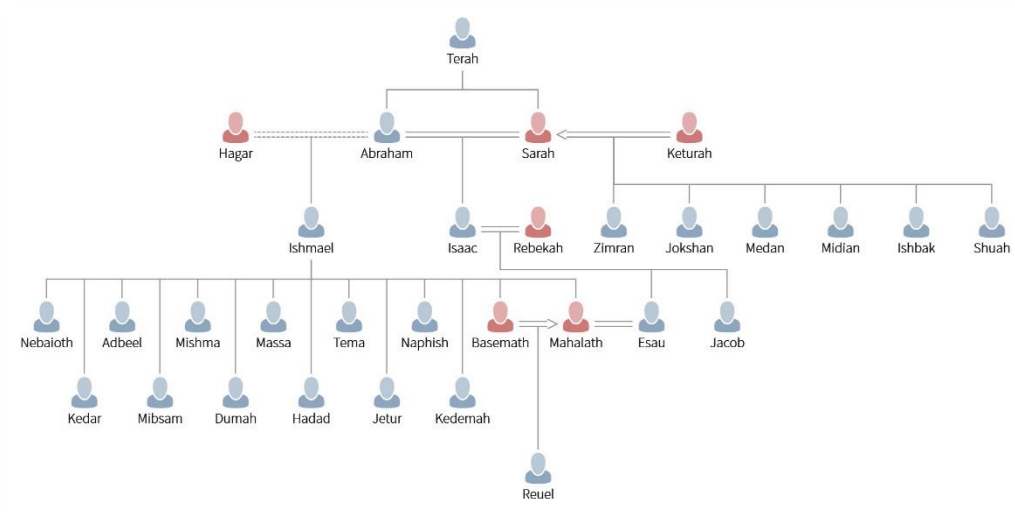 Terah
Hagar
Abraham
Sarah
Keturah
Ishmael
Isaac
Rebekah
Zimran
Jokshan
Medan
Midian
Ishbak
Shuah
Nebaioth
Adbeel
Mishma
Massa
Tema
Naphish
Basemath
Mahalath
Esau
Jacob
Kedar
Mibsam
Dumah
Hadad
Jetur
Kedemah
Reuel